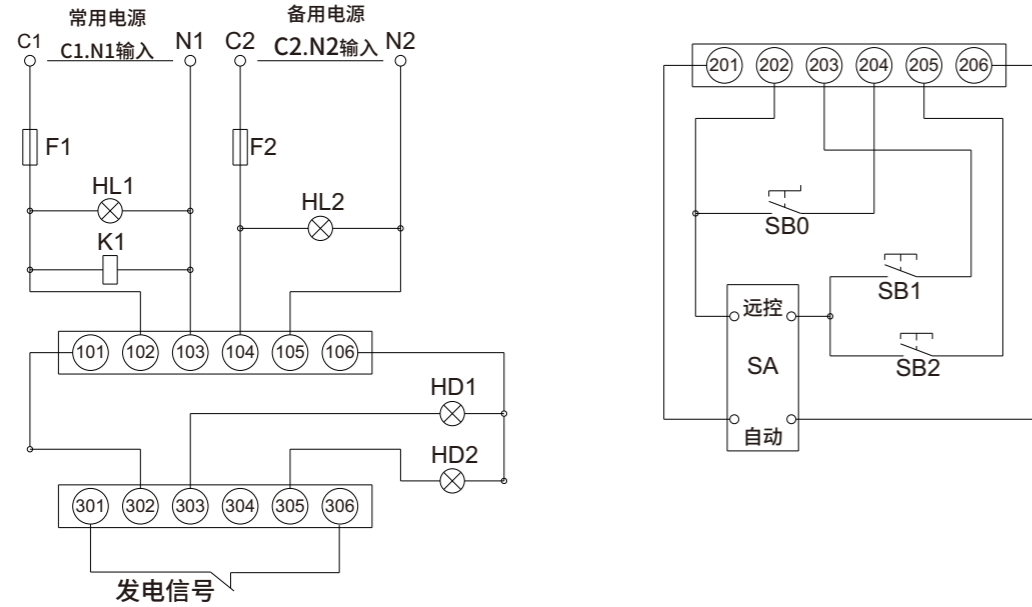 常用电源
C1 C1.N1输入 N1
备用电源
C2 C2.N2输入 N2
F1
F2
HL1
HL2
K1
101 102 103 104 105 106
HD1
HD2
301 302 303 304 305 306
发电信号
201 202 203 204 205 206
SB0
SB1
远控
SB2
SA
自动